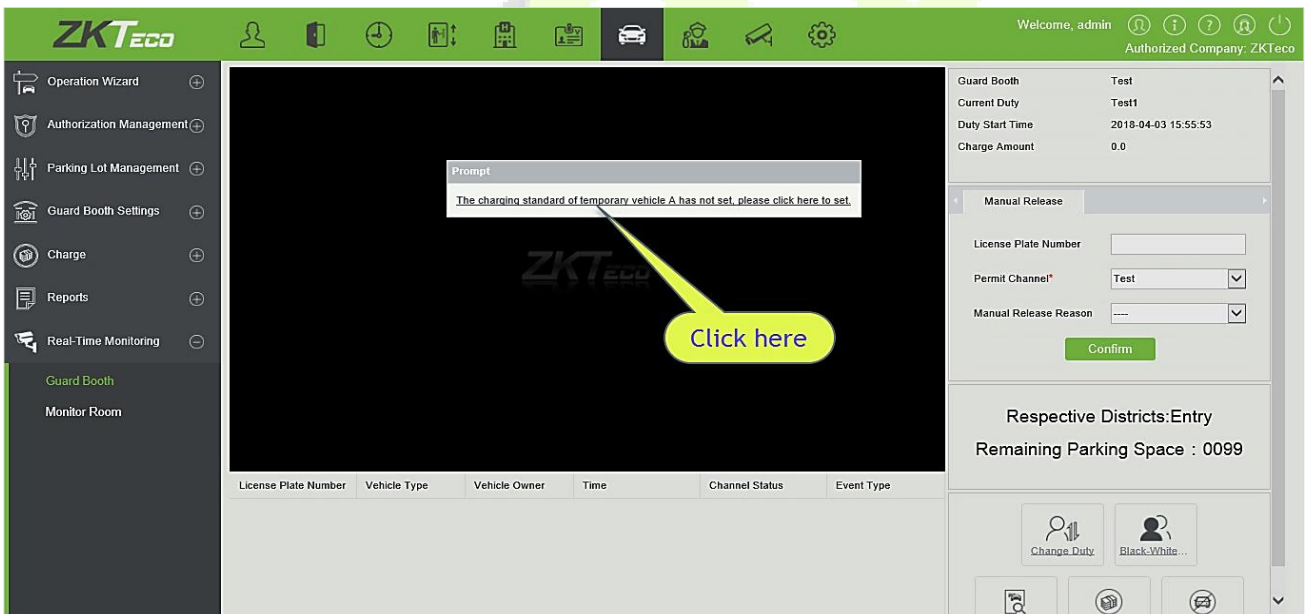 ZKTeco
Welcome, admin
Authorized Company: ZKTeco
Operation Wizard
Authorization Management
Parking Lot Management
Guard Booth Settings
Charge
Reports
Real-Time Monitoring
Guard Booth
Monitor Room
Prompt
The charging standard of temporary vehicle A has not set, please click here to set.
ZKTeco
Click here
License Plate Number Vehicle Type Vehicle Owner Time Channel Status Event Type
Guard Booth Test
Current Duty Test1
Duty Start Time 2018-04-03 15:55:53
Charge Amount 0.0
Manual Release
License Plate Number
Permit Channel* Test
Manual Release Reason ----
Confirm
Respective Districts:Entry
Remaining Parking Space : 0099
Change Duty Black-White...